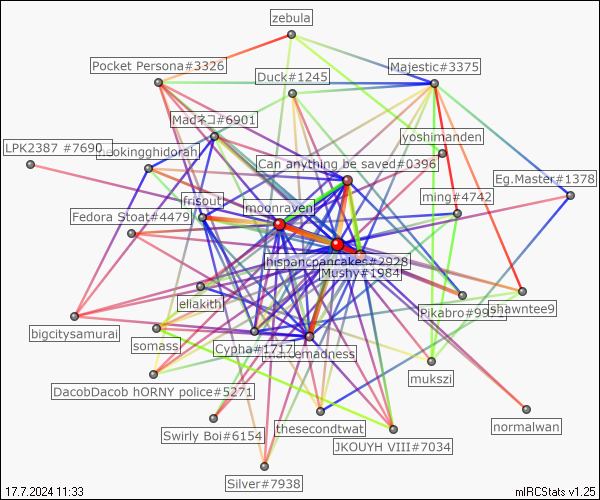 zebula
Pocket Persona#3326
Majestic#3375
Duck#1245
Madネコ#6901
yoshimanden
LPK2387 #7690
mookingghidorah
Can anything be saved#0396
Eg.Master#1378
frisout
moonraven
ming#4742
Fedora Stoat#4479
hispancpancakes#2928
Mushy#1984
eliakith
Pikabro#9971
shawntee9
bigcitysamurai
somass
Cypha#1717
madness
mukszi
DacobDacob hORNY police#5271
thesecondtwat
normalwan
Swirly Boi#6154
JKOUYH VIII#7034
Silver#7938
17.7.2024 11:33
mIRCStats v1.25